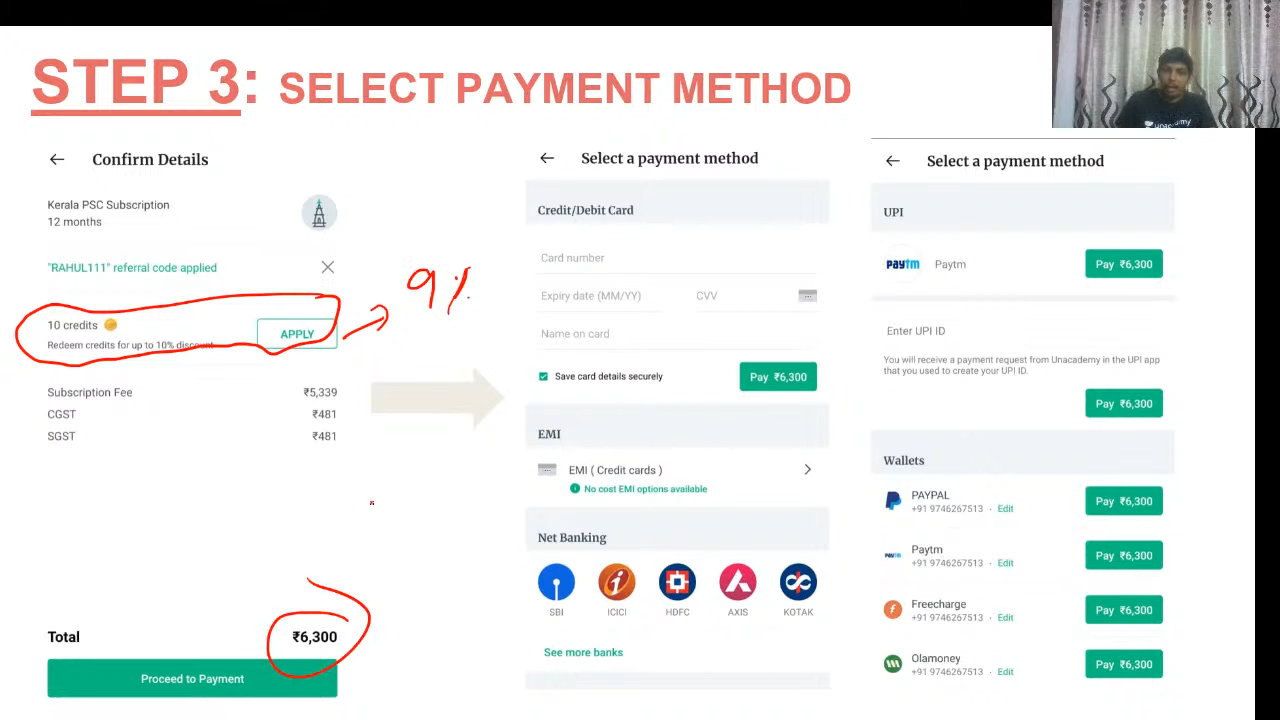 STEP 3: SELECT PAYMENT METHOD
unacademy
Confirm Details
Kerala PSC Subscription
12 months
"RAHUL111" referral code applied
10 credits
Redeem credits for up to 10% discount
APPLY
9%
Subscription Fee ₹5,339
CGST ₹481
SGST ₹481
Total ₹6,300
Proceed to Payment
Select a payment method
Credit/Debit Card
Card number
Expiry date (MM/YY) CVV
Name on card
Save card details securely Pay ₹6,300
EMI
EMI ( Credit cards )
No cost EMI options available
Net Banking
SBI ICICI HDFC AXIS KOTAK
See more banks
Select a payment method
UPI
Paytm Paytm Pay ₹6,300
Enter UPI ID
You will receive a payment request from Unacademy in the UPI app
that you used to create your UPI ID.
Pay ₹6,300
Wallets
PAYPAL Pay ₹6,300
+91 9746267513 · Edit
Paytm Paytm Pay ₹6,300
+91 9746267513 · Edit
Freecharge Pay ₹6,300
+91 9746267513 · Edit
Olamoney Pay ₹6,300
+91 9746267513 · Edit